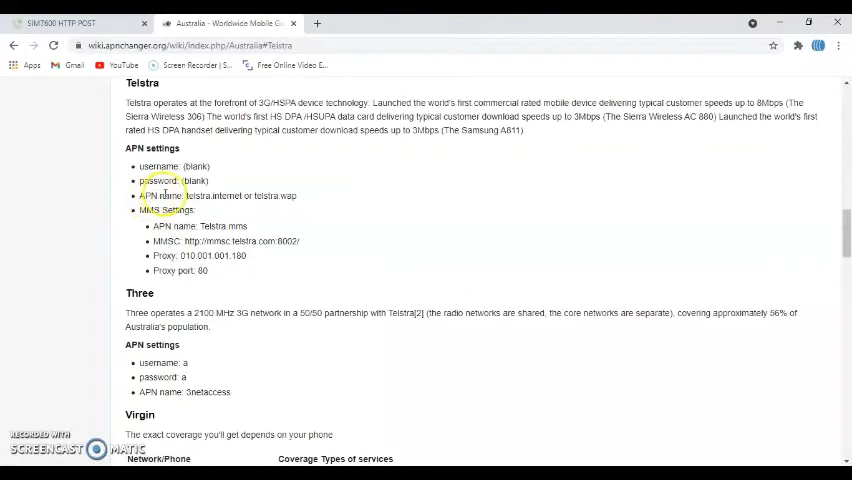 SIM7600 HTTP POST
Australia - Worldwide Mobile Ge
wiki.apnchanger.org/wiki/index.php/Australia#Telstra
Apps Gmail YouTube Screen Recorder | S... Free Online Video E...
Telstra
Telstra operates at the forefront of 3G/HSPA device technology: Launched the world's first commercial rated mobile device delivering typical customer speeds up to 8Mbps (The
Sierra Wireless 306) The world's first HS DPA /HSUPA data card delivering typical customer download speeds up to 3Mbps (The Sierra Wireless AC 880) Launched the world's first
rated HS DPA handset delivering typical customer download speeds up to 3Mbps (The Samsung A811)
APN settings
username: (blank)
password: (blank)
APN name: telstra.internet or telstra.wap
MMS Settings:
APN name: Telstra.mms
MMSC: http://mmsc.telstra.com:8002/
Proxy: 010.001.001.180
Proxy port: 80
Three
Three operates a 2100 MHz 3G network in a 50/50 partnership with Telstra[2] (the radio networks are shared, the core networks are separate), covering approximately 56% of
Australia's population.
APN settings
username: a
password: a
APN name: 3netaccess
Virgin
The exact coverage you'll get depends on your phone
Network/Phone Coverage Types of services
RECORDED WITH
SCREENCAST MATIC